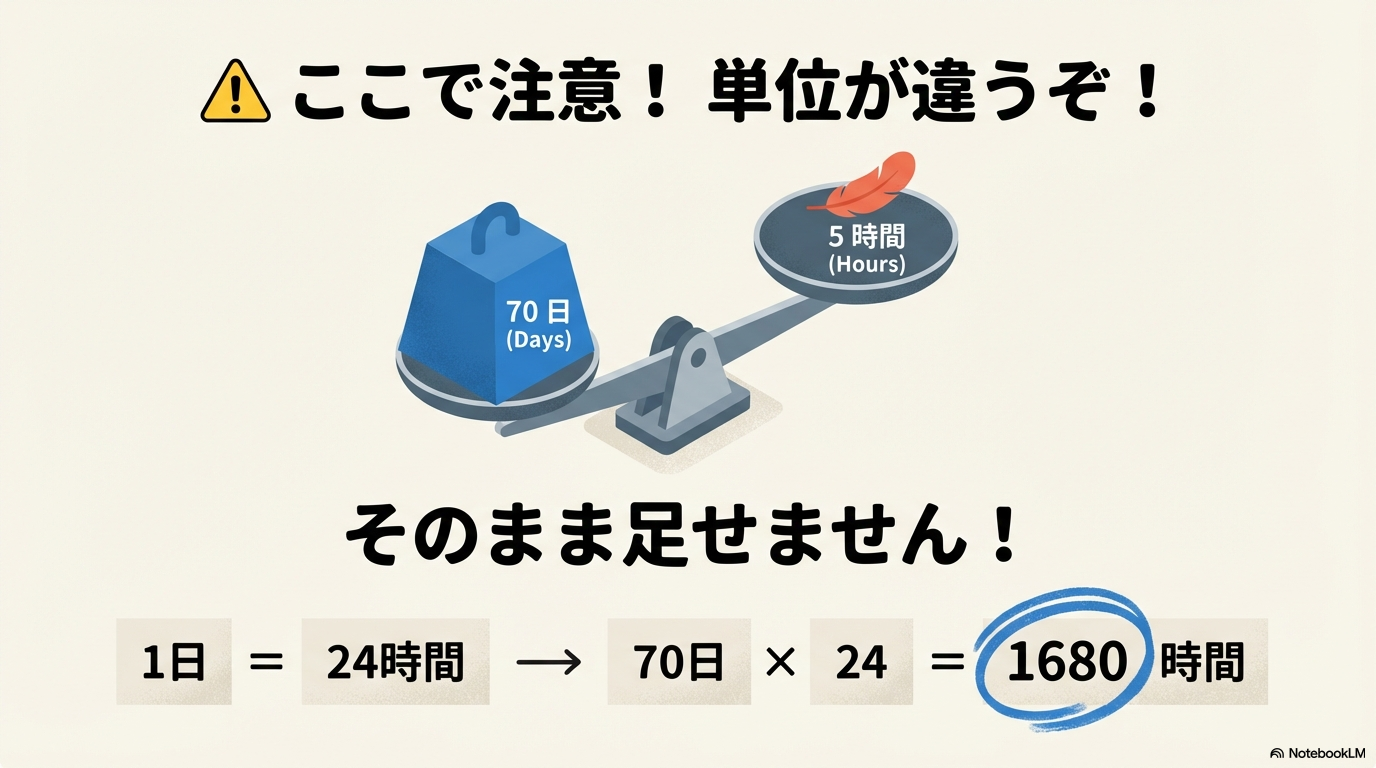 ⚠ ここで注意！ 単位が違うぞ！
5 時間
(Hours)
70 日
(Days)
そのまま足せません！
1日 = 24時間 → 70日 × 24 = 1680 時間
NotebookLM